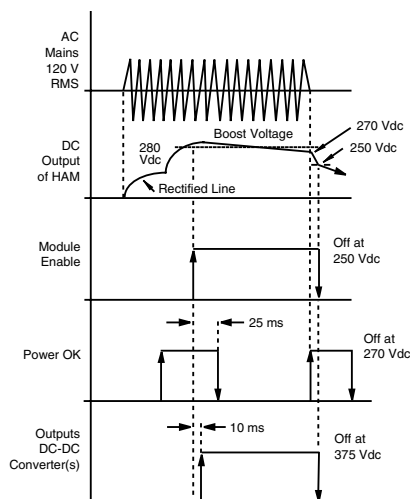 AC
Mains
120 V
RMS
Boost Voltage
270 Vdc
250 Vdc
DC
Output
of HAM
280
Vdc
Rectified Line
Module
Enable
Off at
250 Vdc
25 ms
Power OK
Off at
270 Vdc
10 ms
Outputs
DC-DC
Converter(s)
Off at
375 Vdc